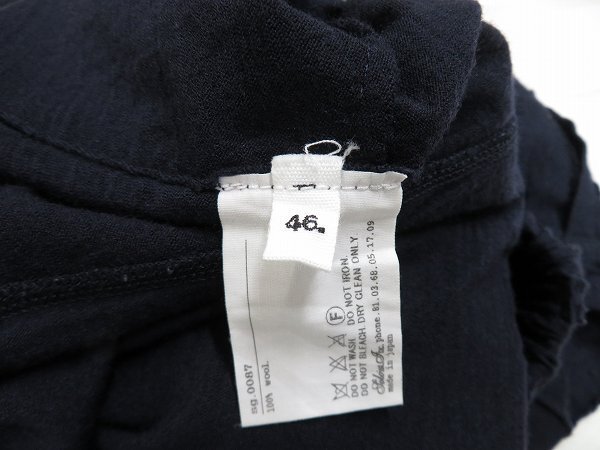 46.
sg.0087
100% wool.
F
DO NOT WASH DO NOT IRON.
DO NOT BLEACH. DRY CLEAN ONLY
phone.81.03.68.05.17.09
made in japan